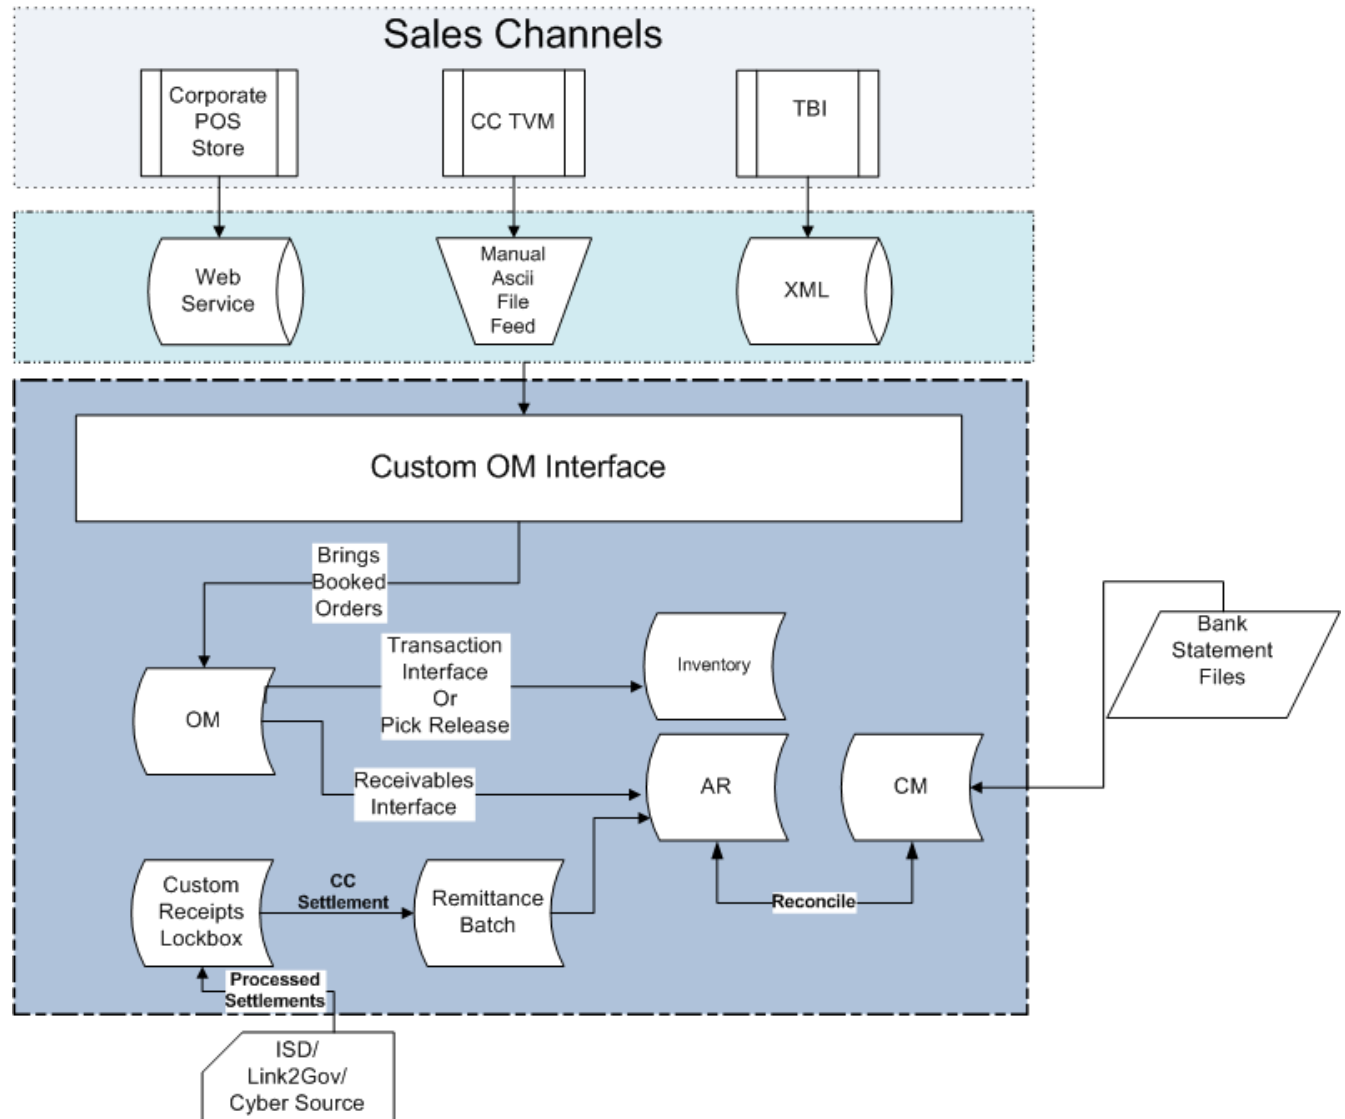 Sales Channels
Corporate
POS
Store
CC TVM
TBI
Web
Service
Manual
Ascii
File
Feed
XML
Custom OM Interface
Brings
Booked
Orders
Transaction
Interface
Or
Pick Release
Inventory
Bank
Statement
Files
OM
Receivables
Interface
AR
CM
Custom
Receipts
Lockbox
CC
Settlement
Remittance
Batch
Reconcile
Processed
Settlements
ISD/
Link2Gov/
Cyber Source